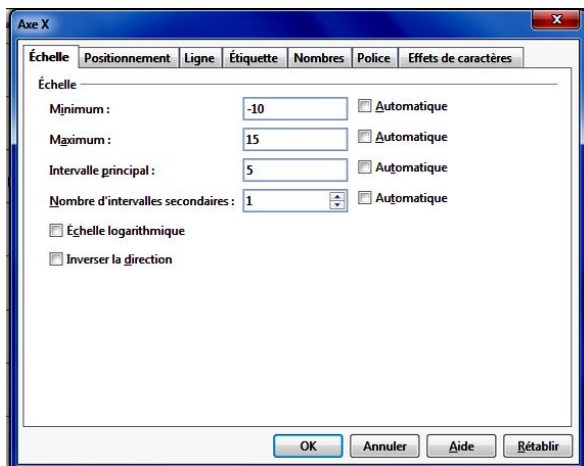 Axe X
Échelle Positionnement Ligne Étiquette Nombres Police Effets de caractères
Échelle
Minimum : -10 Automatique
Maximum : 15 Automatique
Intervalle principal : 5 Automatique
Nombre d'intervalles secondaires : 1 Automatique
Échelle logarithmique
Inverser la direction
OK Annuler Aide Rétablir